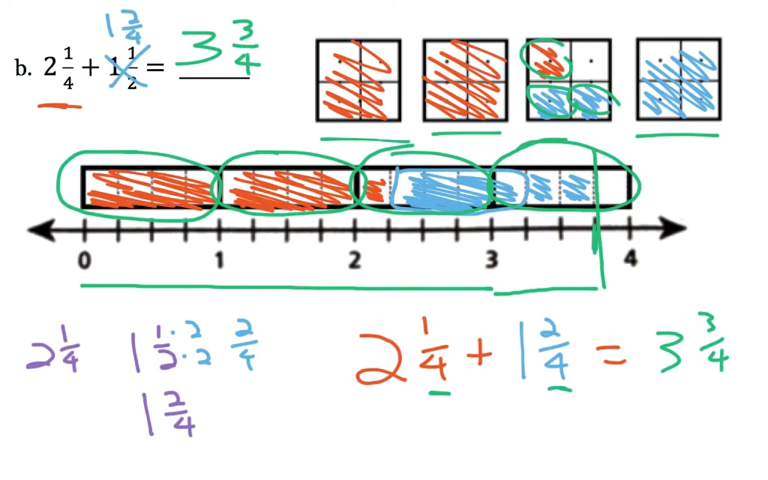 1 2/4
b. 2 1/4 + 1 1/2 = 3 3/4
0 1 2 3 4
2 1/4 1 1/2 · 2 · 2 2/4
1 2/4
2 1/4 + 1 2/4 = 3 3/4